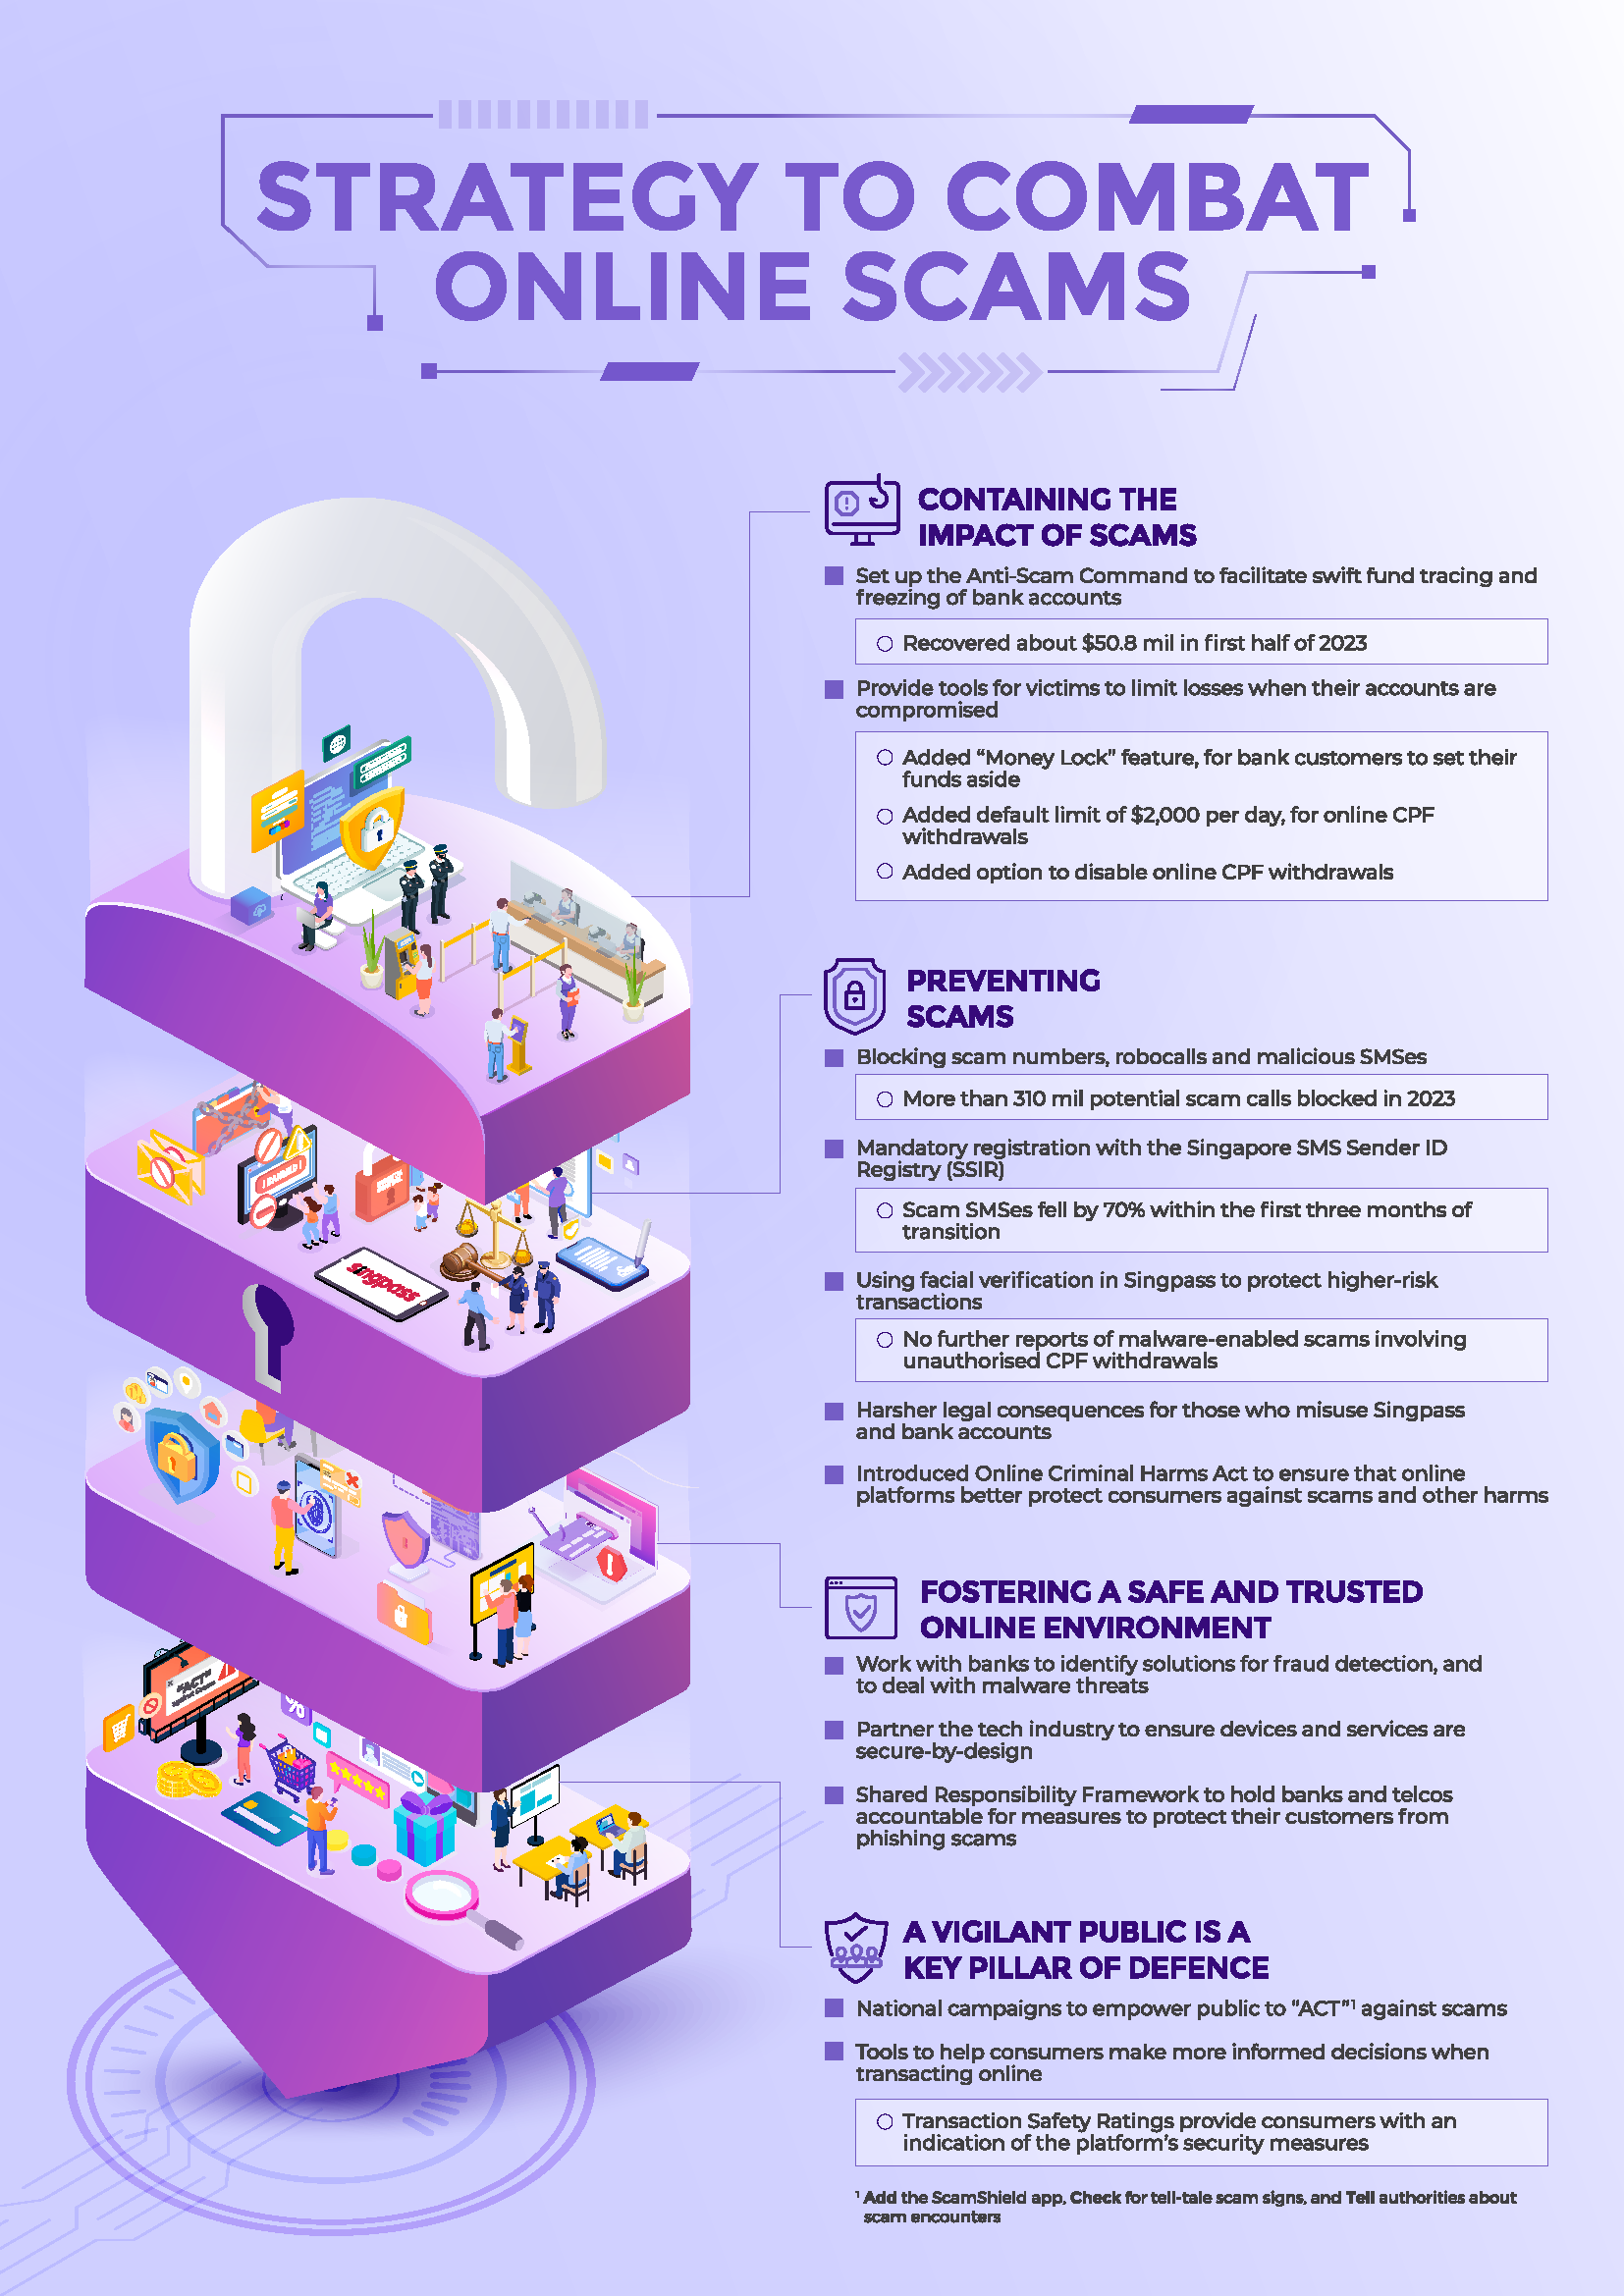 STRATEGY TO COMBAT
ONLINE SCAMS
CONTAINING THE
IMPACT OF SCAMS
Set up the Anti-Scam Command to facilitate swift fund tracing and
freezing of bank accounts
Recovered about $50.8 mil in first half of 2023
Provide tools for victims to limit losses when their accounts are
compromised
Added “Money Lock” feature, for bank customers to set their
funds aside
Added default limit of $2,000 per day, for online CPF
withdrawals
Added option to disable online CPF withdrawals
PREVENTING
SCAMS
Blocking scam numbers, robocalls and malicious SMSes
More than 310 mil potential scam calls blocked in 2023
Mandatory registration with the Singapore SMS Sender ID
Registry (SSIR)
Scam SMSes fell by 70% within the first three months of
transition
Using facial verification in Singpass to protect higher-risk
transactions
No further reports of malware-enabled scams involving
unauthorised CPF withdrawals
Harsher legal consequences for those who misuse Singpass
and bank accounts
Introduced Online Criminal Harms Act to ensure that online
platforms better protect consumers against scams and other harms
singpass
FOSTERING A SAFE AND TRUSTED
ONLINE ENVIRONMENT
Work with banks to identify solutions for fraud detection, and
to deal with malware threats
Partner the tech industry to ensure devices and services are
secure-by-design
Shared Responsibility Framework to hold banks and telcos
accountable for measures to protect their customers from
phishing scams
"ACT"
against Scams
%
A VIGILANT PUBLIC IS A
KEY PILLAR OF DEFENCE
National campaigns to empower public to "ACT"¹ against scams
Tools to help consumers make more informed decisions when
transacting online
Transaction Safety Ratings provide consumers with an
indication of the platform's security measures
¹ Add the ScamShield app, Check for tell-tale scam signs, and Tell authorities about
scam encounters